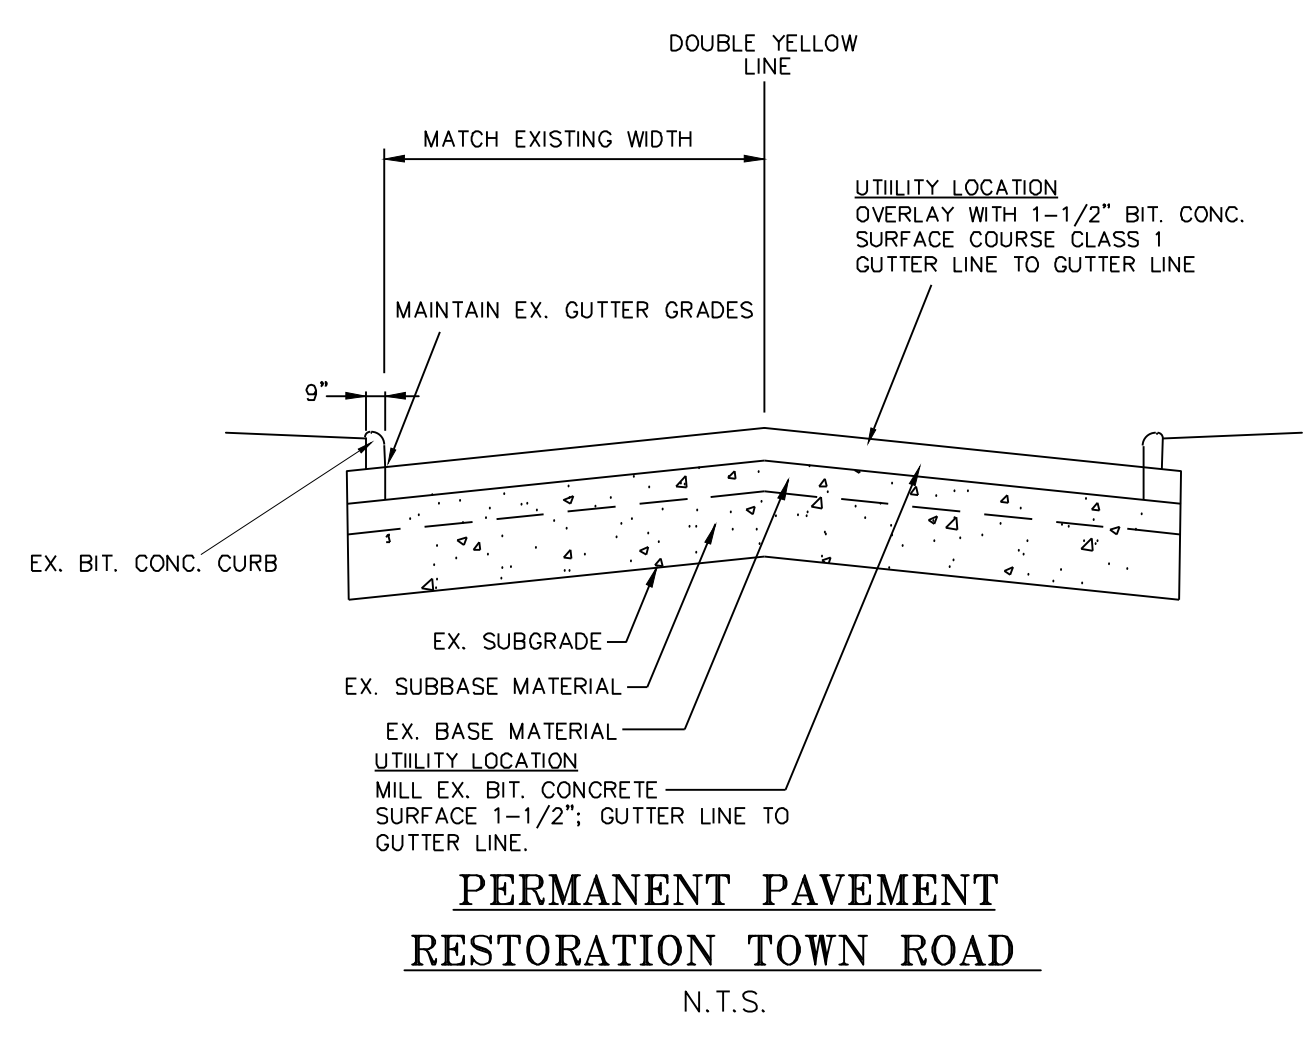 DOUBLE YELLOW
LINE
MATCH EXISTING WIDTH
UTIILITY LOCATION
OVERLAY WITH 1-1/2" BIT. CONC.
SURFACE COURSE CLASS 1
GUTTER LINE TO GUTTER LINE
MAINTAIN EX. GUTTER GRADES
9"
EX. BIT. CONC. CURB
1
EX. SUBGRADE
EX. SUBBASE MATERIAL
EX. BASE MATERIAL
UTIILITY LOCATION
MILL EX. BIT. CONCRETE
SURFACE 1-1/2"; GUTTER LINE TO
GUTTER LINE.
PERMANENT PAVEMENT
RESTORATION TOWN ROAD
N.T.S.